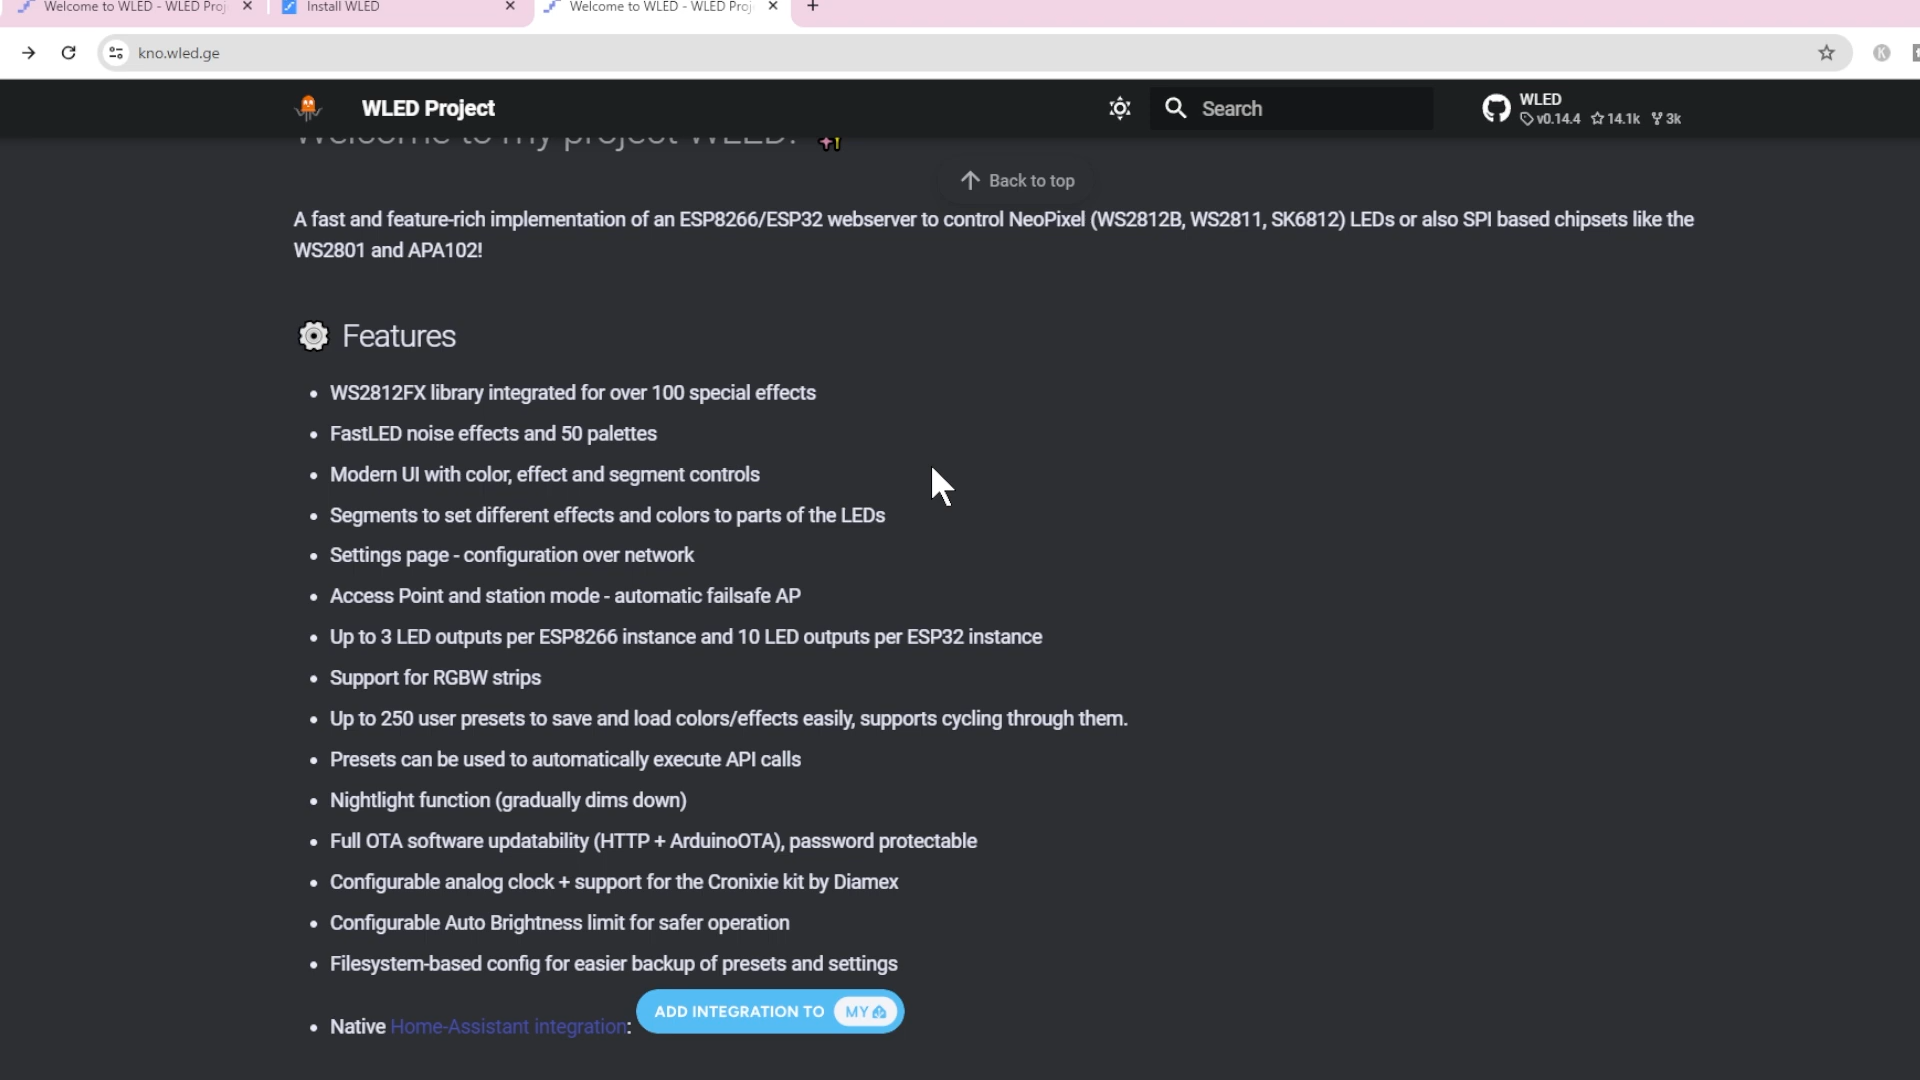 Welcome to WLED - WLED Proj
Install WLED
Welcome to WLED - WLED Proj
kno.wled.ge
WLED Project
Search
WLED
v0.14.4 14.1k 3k
Welcome to my project WLED!
Back to top
A fast and feature-rich implementation of an ESP8266/ESP32 webserver to control NeoPixel (WS2812B, WS2811, SK6812) LEDs or also SPI based chipsets like the
WS2801 and APA102!
Features
• WS2812FX library integrated for over 100 special effects
• FastLED noise effects and 50 palettes
• Modern UI with color, effect and segment controls
• Segments to set different effects and colors to parts of the LEDs
• Settings page - configuration over network
• Access Point and station mode - automatic failsafe AP
• Up to 3 LED outputs per ESP8266 instance and 10 LED outputs per ESP32 instance
• Support for RGBW strips
• Up to 250 user presets to save and load colors/effects easily, supports cycling through them.
• Presets can be used to automatically execute API calls
• Nightlight function (gradually dims down)
• Full OTA software updatability (HTTP + ArduinoOTA), password protectable
• Configurable analog clock + support for the Cronixie kit by Diamex
• Configurable Auto Brightness limit for safer operation
• Filesystem-based config for easier backup of presets and settings
• Native Home-Assistant integration: ADD INTEGRATION TO MY